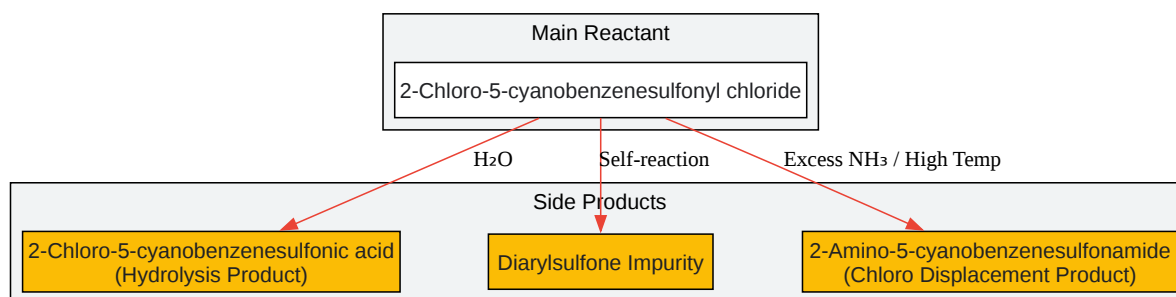 Main Reactant
2-Chloro-5-cyanobenzenesulfonyl chloride
H₂O
Self-reaction
Excess NH₃ / High Temp
Side Products
2-Chloro-5-cyanobenzenesulfonic acid
(Hydrolysis Product)
Diarylsulfone Impurity
2-Amino-5-cyanobenzenesulfonamide
(Chloro Displacement Product)